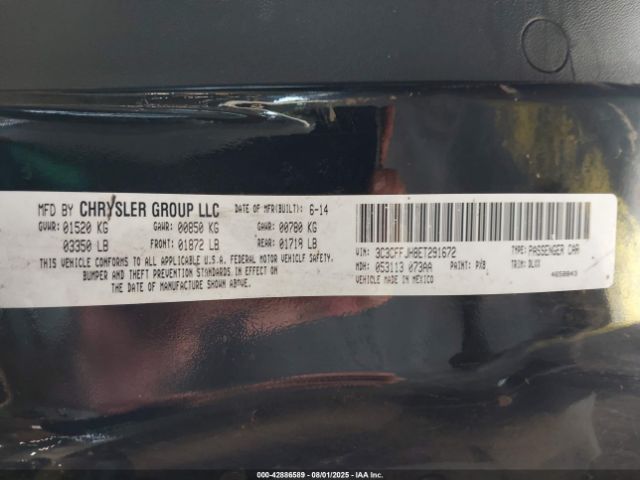 MFD BY CHRYSLER GROUP LLC DATE OF MFR(BUILT): 6-14
GVWR: 01520 KG GAWR: 00850 KG GAWR: 00780 KG
03350 LB FRONT: 01872 LB REAR: 01719 LB
THIS VEHICLE CONFORMS TO ALL APPLICABLE U.S.A. FEDERAL MOTOR VEHICLE SAFETY,
BUMPER AND THEFT PREVENTION STANDARDS IN EFFECT ON
THE DATE OF MANUFACTURE SHOWN ABOVE.
VIN: 3C3CFFJH8ET291672 TYPE: PASSENGER CAR
MDH: 053113 073AA PAINT: PX8 TRIM: DLXX
VEHICLE MADE IN MEXICO 4658043
000-42886589 - 08/01/2025 - IAA Inc.